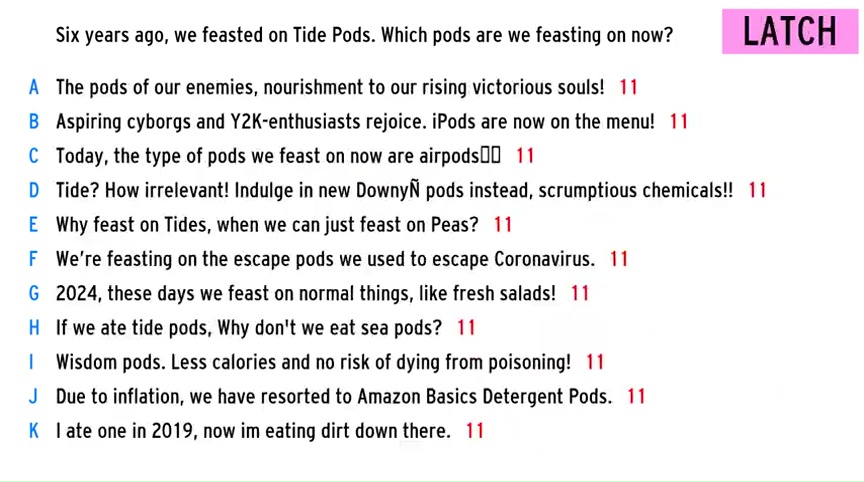 Six years ago, we feasted on Tide Pods. Which pods are we feasting on now?
LATCH
A The pods of our enemies, nourishment to our rising victorious souls! 11
B Aspiring cyborgs and Y2K-enthusiasts rejoice. iPods are now on the menu! 11
C Today, the type of pods we feast on now are airpods▯▯ 11
D Tide? How irrelevant! Indulge in new DownyÑ pods instead, scrumptious chemicals!! 11
E Why feast on Tides, when we can just feast on Peas? 11
F We're feasting on the escape pods we used to escape Coronavirus. 11
G 2024, these days we feast on normal things, like fresh salads! 11
H If we ate tide pods, Why don't we eat sea pods? 11
I Wisdom pods. Less calories and no risk of dying from poisoning! 11
J Due to inflation, we have resorted to Amazon Basics Detergent Pods. 11
K I ate one in 2019, now im eating dirt down there. 11